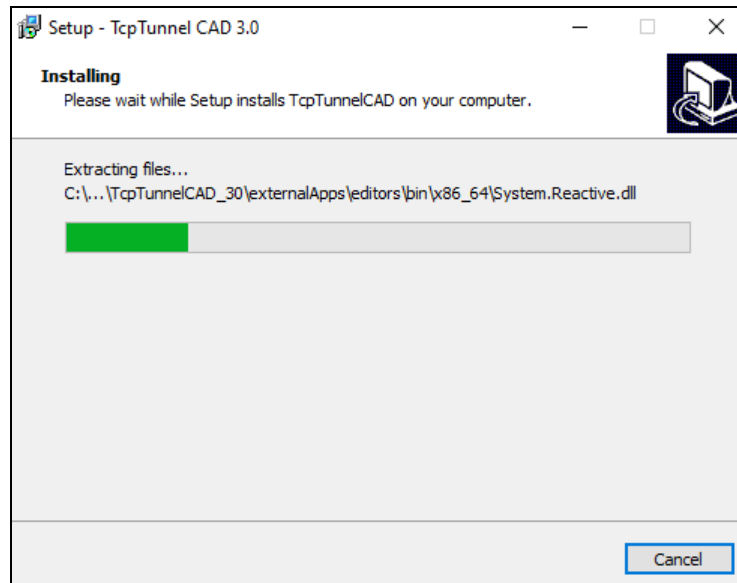 Setup - TcpTunnel CAD 3.0
Installing
Please wait while Setup installs TcpTunnelCAD on your computer.
Extracting files...
C:\...\TcpTunnelCAD_30\externalApps\editors\bin\x86_64\System.Reactive.dll
Cancel